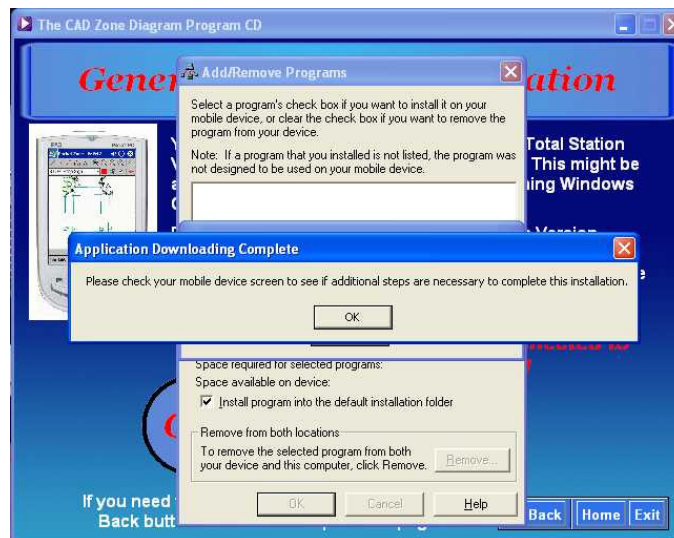 The CAD Zone Diagram Program CD
Gener
ation
Add/Remove Programs
Select a program's check box if you want to install it on your
mobile device, or clear the check box if you want to remove the
program from your device.
Note: If a program that you installed is not listed, the program was
not designed to be used on your mobile device.
Total Station
This might be
ing Windows
Version
Application Downloading Complete
Please check your mobile device screen to see if additional steps are necessary to complete this installation.
OK
Space required for selected programs:
Space available on device:
Install program into the default installation folder
Remove from both locations
To remove the selected program from both
your device and this computer, click Remove.
Remove...
OK
Cancel
Help
If you need
Back butt
Back
Home
Exit